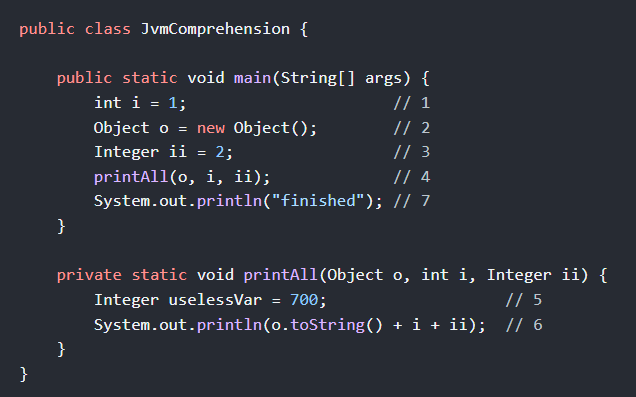 public class JvmComprehension {
    public static void main(String[] args) {
        int i = 1;                      // 1
        Object o = new Object();        // 2
        Integer ii = 2;                 // 3
        printAll(o, i, ii);             // 4
        System.out.println("finished"); // 7
    }
    private static void printAll(Object o, int i, Integer ii) {
        Integer uselessVar = 700;                   // 5
        System.out.println(o.toString() + i + ii);  // 6
    }
}